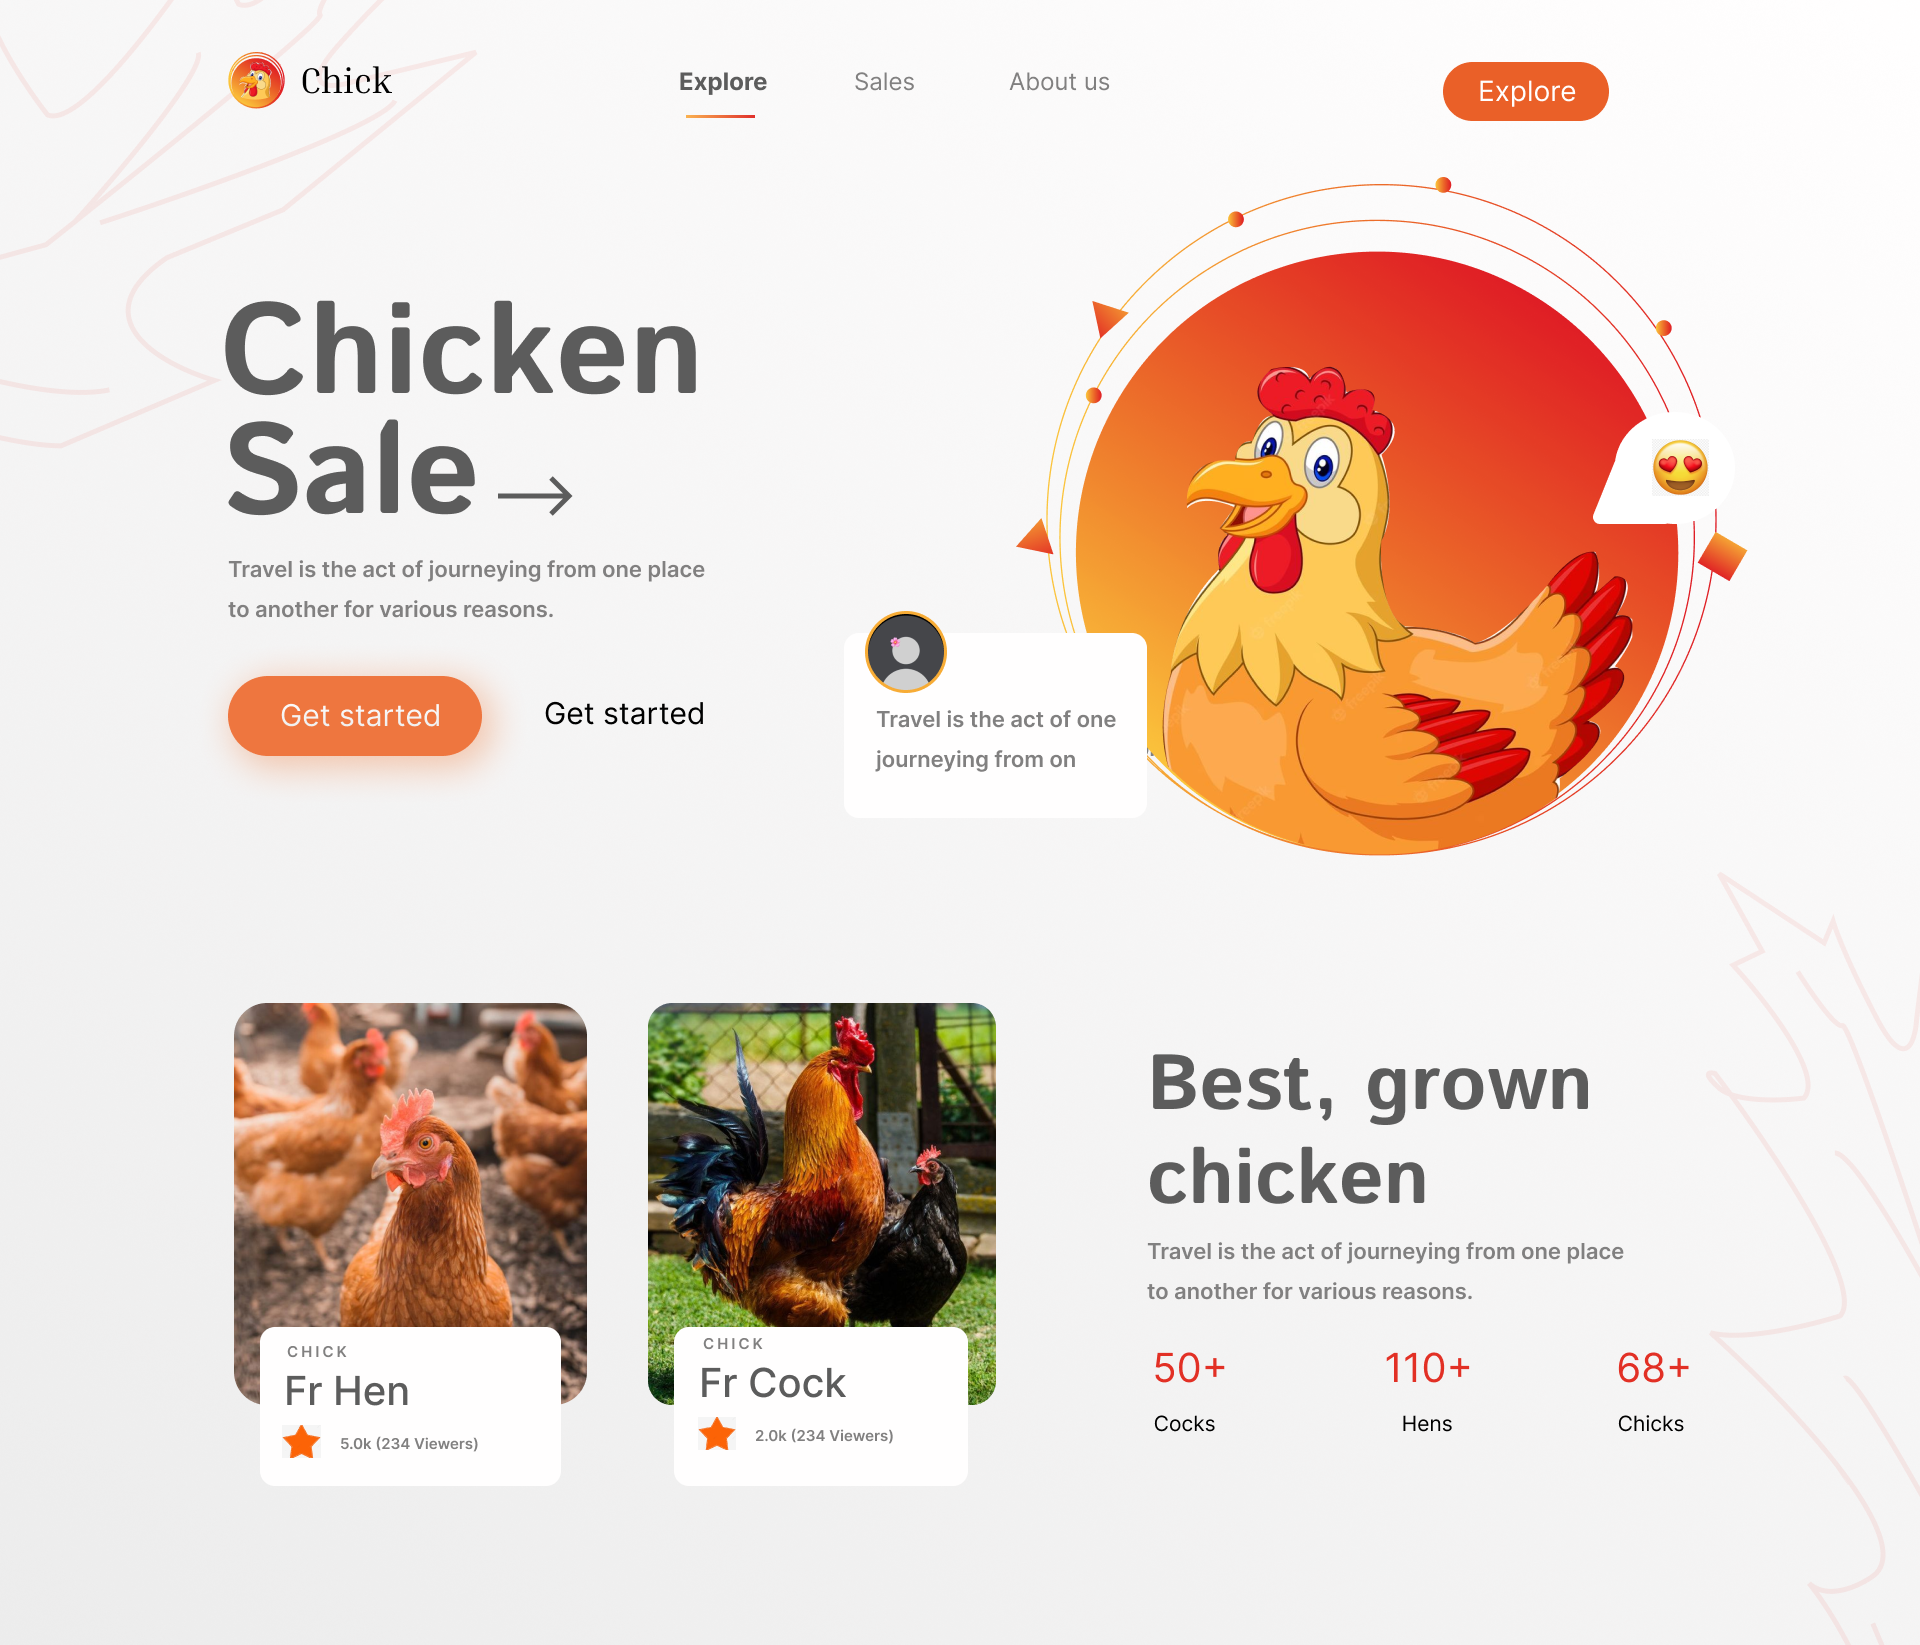 Chick
Explore
Sales
About us
Explore
Chicken
Sale
Travel is the act of journeying from one place
to another for various reasons.
Get started
Get started
Travel is the act of one
journeying from on
CHICK
Fr Hen
5.0k (234 Viewers)
CHICK
Fr Cock
2.0k (234 Viewers)
Best, grown
chicken
Travel is the act of journeying from one place
to another for various reasons.
50+
110+
68+
Cocks
Hens
Chicks